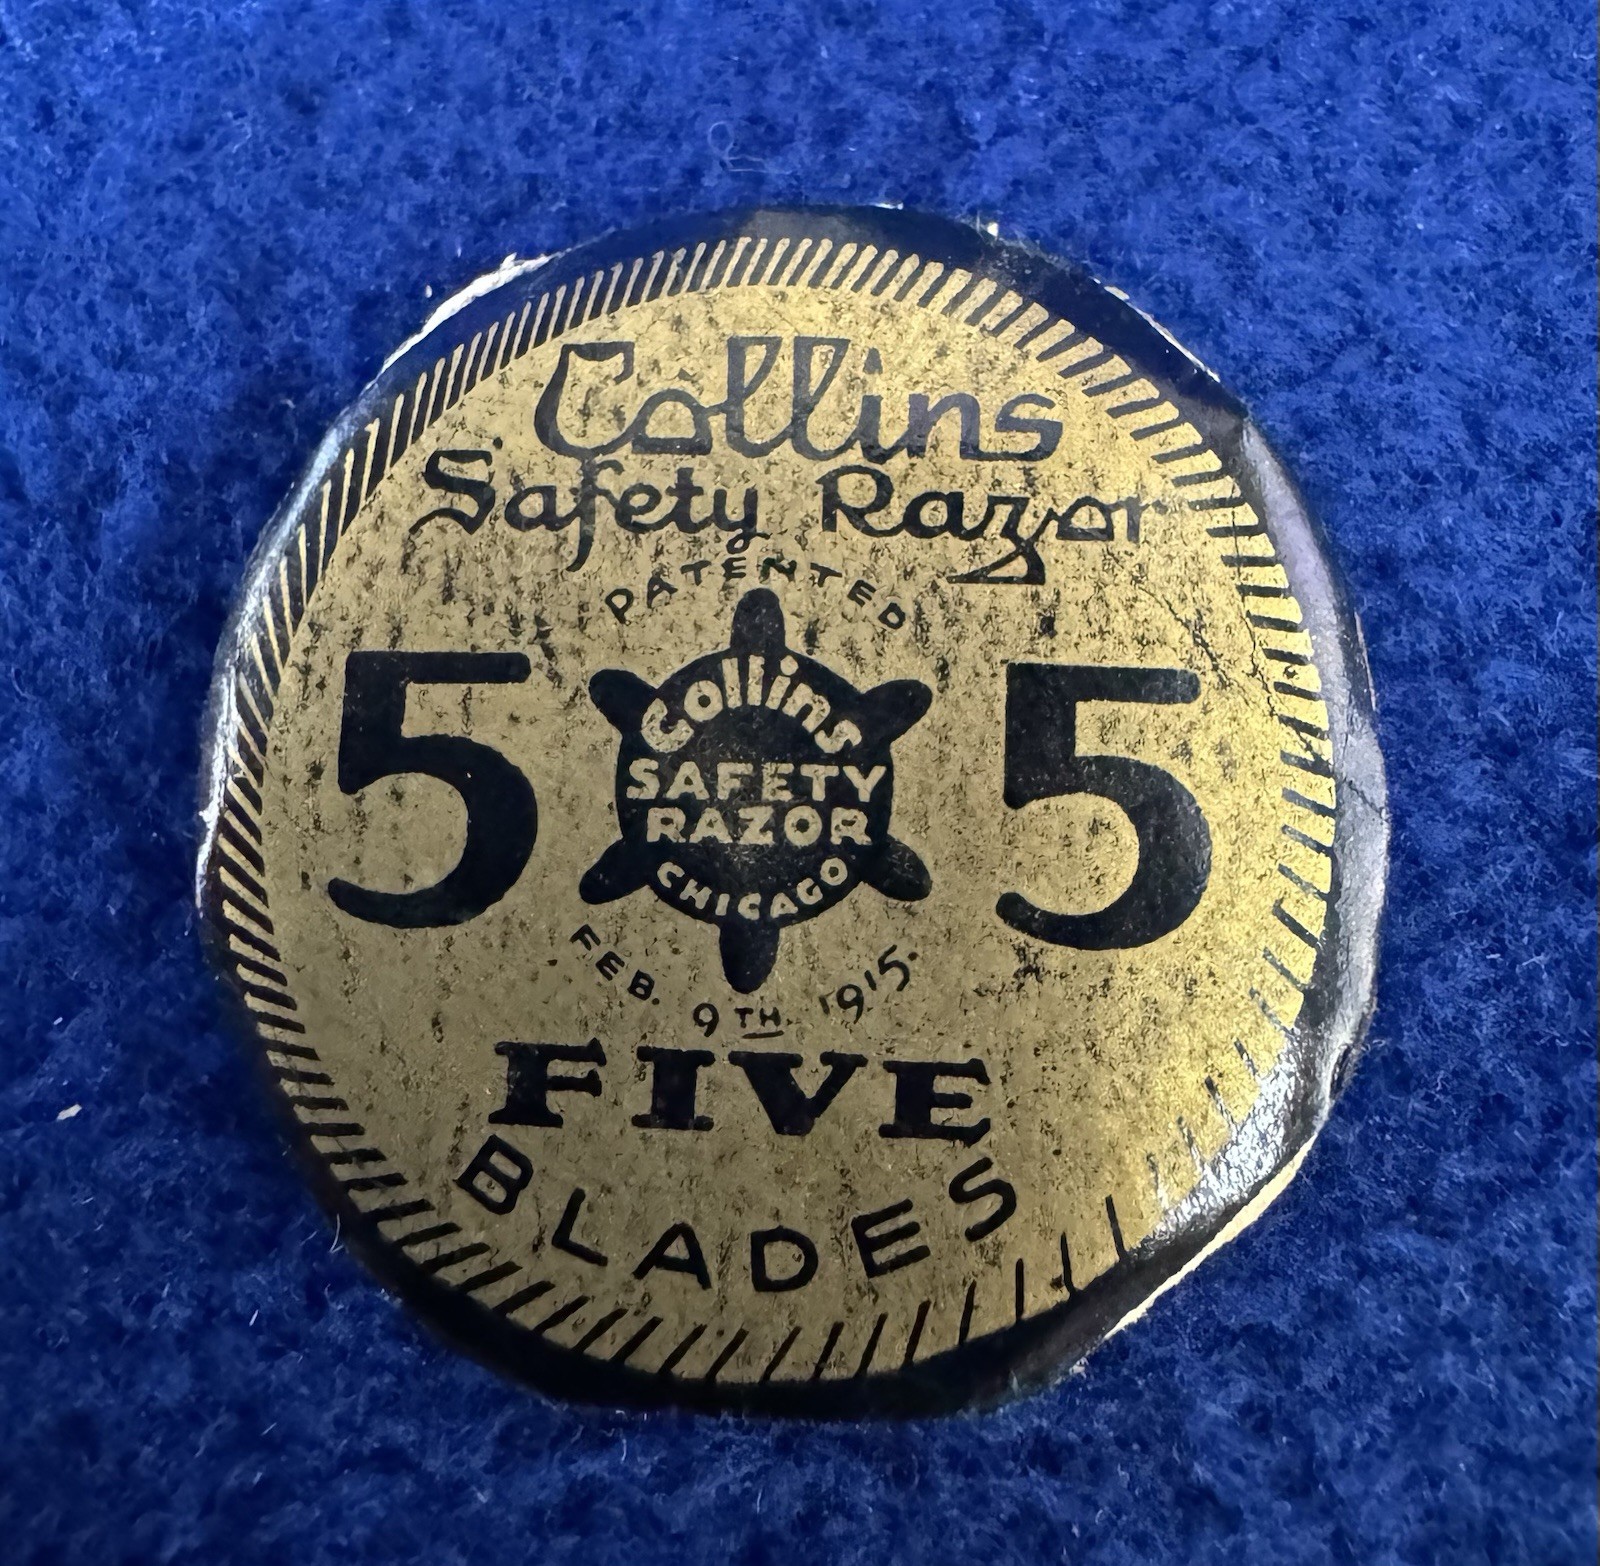 Collins
Safety Razor
PATENTED
5 5
Collins
SAFETY
RAZOR
CHICAGO
FEB. 9TH 1915.
FIVE
BLADES